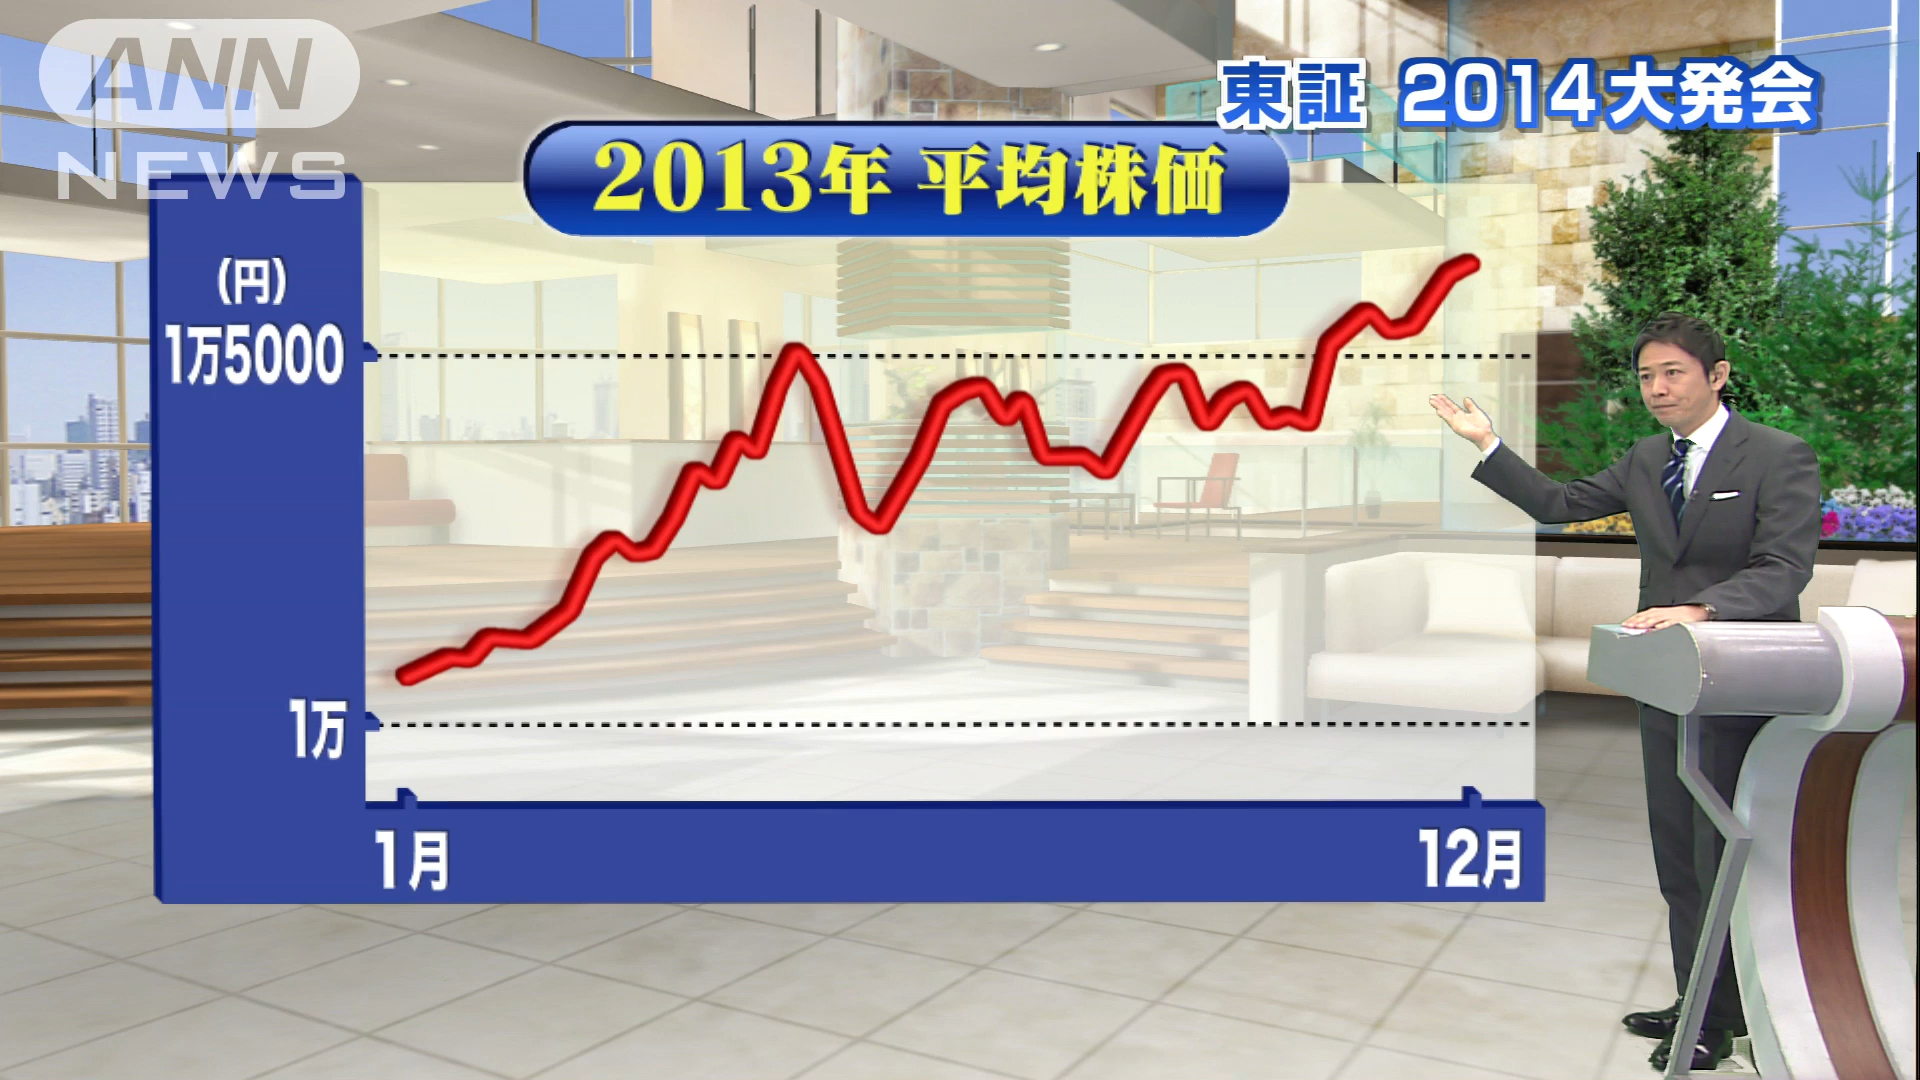 ANN
NEWS
東証 2014大発会
2013年 平均株価
(円)
1万5000
1万
1月
12月